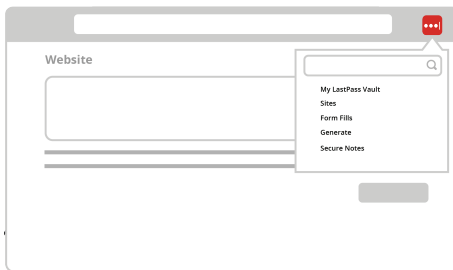 Website
My LastPass Vault
Sites
Form Fills
Generate
Secure Notes